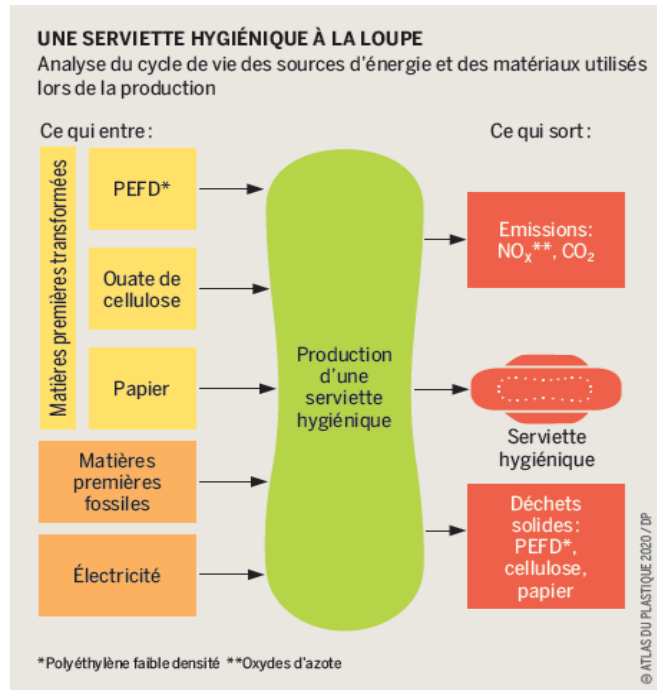 UNE SERVIETTE HYGIÉNIQUE À LA LOUPE
Analyse du cycle de vie des sources d'énergie et des matériaux utilisés
lors de la production
Ce qui entre :
Ce qui sort :
Matières premières transformées
PEFD*
Ouate de
cellulose
Papier
Matières
premières
fossiles
Électricité
Production
d'une
serviette
hygiénique
Emissions:
NOX**, CO2
Serviette
hygiénique
Déchets
solides :
PEFD*,
cellulose,
papier
*Polyéthylène faible densité **Oxydes d'azote
© ATLAS DU PLASTIQUE 2020 / DP